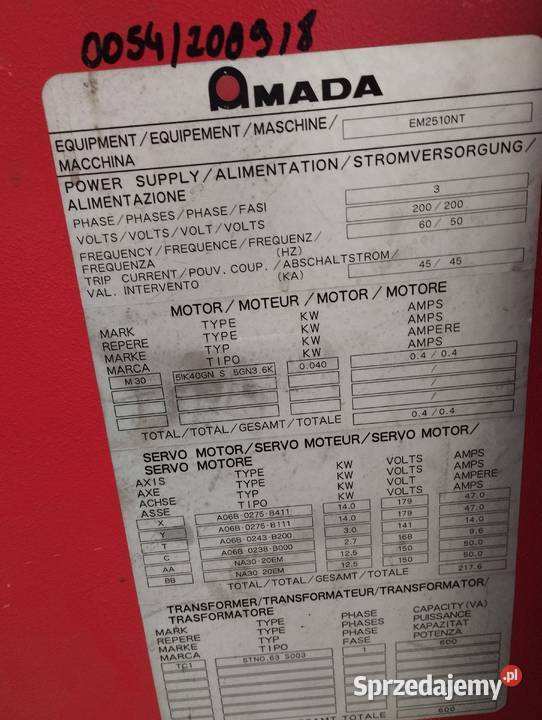 0054/200918
AMADA
EQUIPMENT/EQUIPEMENT/MASCHINE/ EM2510NT
MACCHINA
POWER SUPPLY/ALIMENTATION/STROMVERSORGUNG/
ALIMENTAZIONE
PHASE/PHASES/PHASE/FASI 3
VOLTS/VOLTS/VOLT/VOLTS 200/200
FREQUENCY/FREQUENCE/FREQUENZ/ 60/50
FREQUENZA (HZ)
TRIP CURRENT/POUV. COUP. /ABSCHALTSTROM/ 45/ 45
VAL. INTERVENTO (KA)
MOTOR/MOTEUR/MOTOR/MOTORE
MARK TYPE KW AMPS
REPERE TYPE KW AMPS
MARKE TYP KW AMPERE
MARCA TIPO KW AMPS
M30 5IK40GN S 5GN3.6K 0.040 0.4/0.4
/
/
/
TOTAL/TOTAL/GESAMT/TOTALE 0.4/0.4
SERVO MOTOR/SERVO MOTEUR/SERVO MOTOR/
SERVO MOTORE
AXIS TYPE KW VOLTS AMPS
AXE TYPE KW VOLTS AMPS
ACHSE TYP KW VOLT AMPERE
ASSE TIPO KW VOLTS AMPS
X A06B-0275-B411 14.0 179 47.0
Y A06B-0275-B111 14.0 179 47.0
T A06B-0243-B200 3.0 141 14.0
C A06B-0238-B000 2.7 168 9.6
AA NA30-20EM 12.5 150 50.0
BB NA30-20EM 12.5 150 50.0
TOTAL/TOTAL/GESAMT/TOTALE 217.6
TRANSFORMER/TRANSFORMATEUR/TRANSFORMATOR/
TRASFORMATORE
MARK TYPE PHASE CAPACITY (VA)
REPERE TYPE PHASES PUISSANCE
MARKE TYP PHASE KAPAZITAT
MARCA TIPO FASE POTENZA
TC1 STNO.63 S003 1 600
TOTAL/TOTAL/GESAMT/TOTALE 600
Sprzedajemy.pl